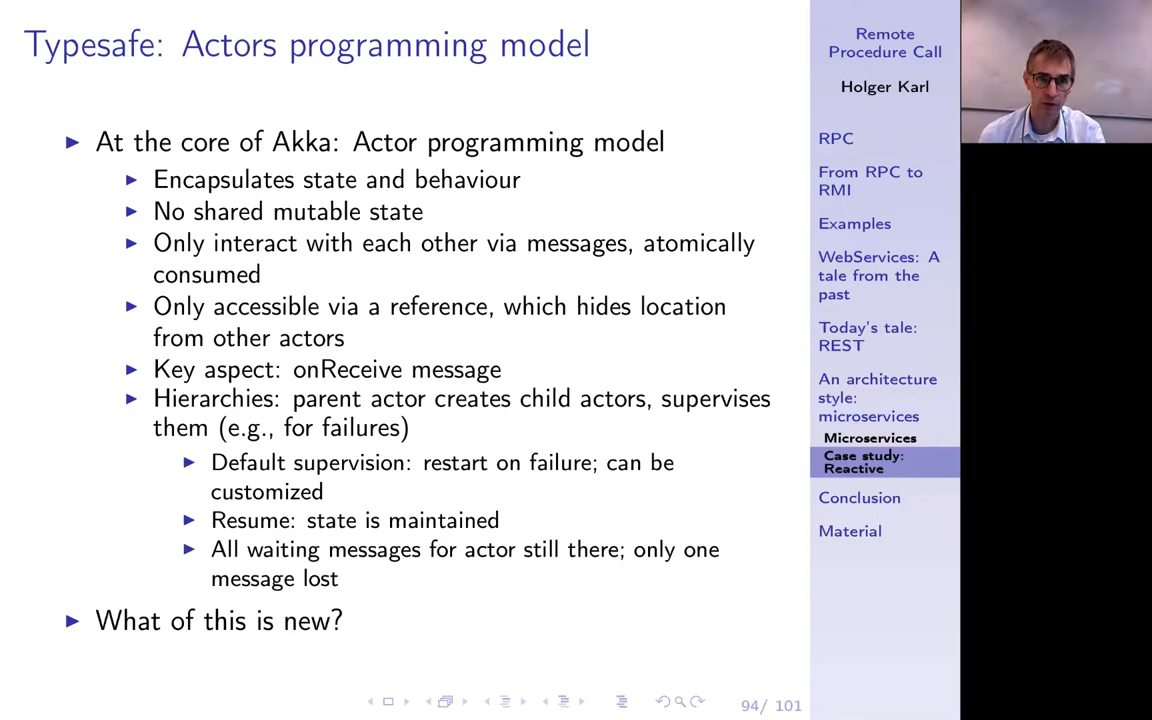 Typesafe: Actors programming model
At the core of Akka: Actor programming model
Encapsulates state and behaviour
No shared mutable state
Only interact with each other via messages, atomically
consumed
Only accessible via a reference, which hides location
from other actors
Key aspect: onReceive message
Hierarchies: parent actor creates child actors, supervises
them (e.g., for failures)
Default supervision: restart on failure; can be
customized
Resume: state is maintained
All waiting messages for actor still there; only one
message lost
What of this is new?
Remote
Procedure Call
Holger Karl
RPC
From RPC to
RMI
Examples
WebServices: A
tale from the
past
Today's tale:
REST
An architecture
style:
microservices
Microservices
Case study:
Reactive
Conclusion
Material
94/ 101